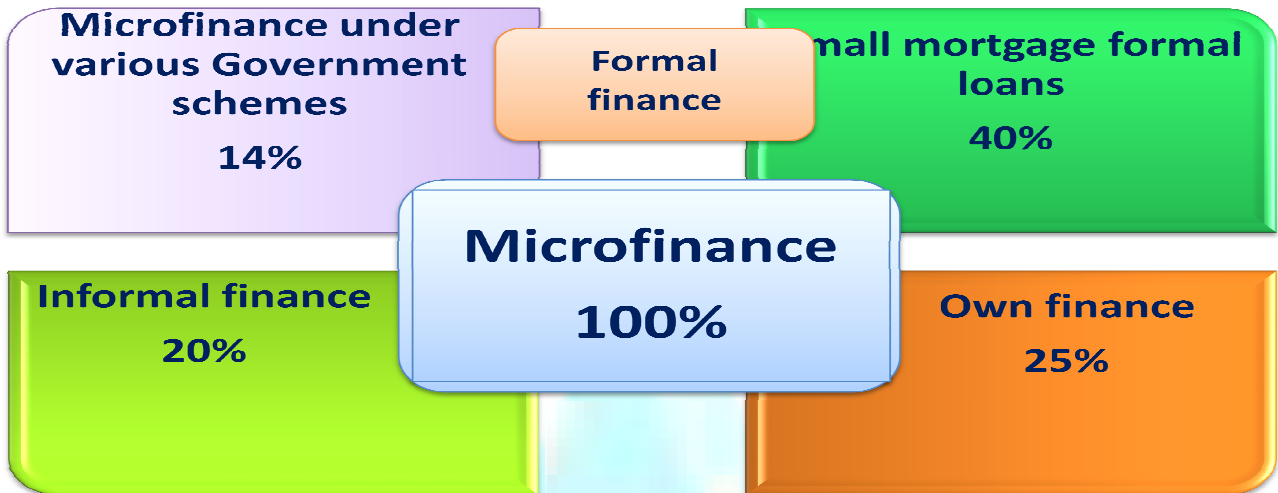 Microfinance under
various Government
schemes
14%
Formal
finance
mall mortgage formal
loans
40%
Microfinance
100%
Informal finance
20%
Own finance
25%